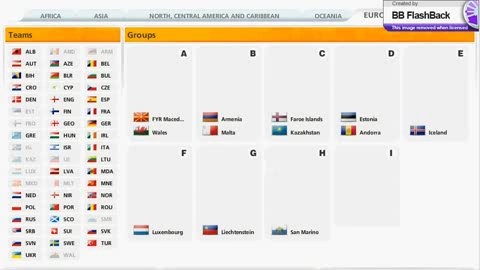 AFRICA
ASIA
NORTH, CENTRAL AMERICA AND CARIBBEAN
OCEANIA
Created by
BB FlashBack
This image removed when licensed
Teams
Groups
ALB AND ARM
AUT AZE BEL
BIH BLR BUL
CRO CYP CZE
DEN ENG ESP
EST FIN FRA
GEO GER
GRE HUN IRL
ISR ITA
KAZ LTU
LUX LVA MDA
MKD MLT MNE
NED NIR NOR
POL POR ROU
RUS SCO SMR
SRB SUI SVK
SVN SWE TUR
UKR WAL
A
FYR Maced...
Wales
B
Armenia
Malta
C
Faroe Islands
Kazakhstan
D
Estonia
Andorra
E
Iceland
F
Luxembourg
G
Liechtenstein
H
San Marino
I